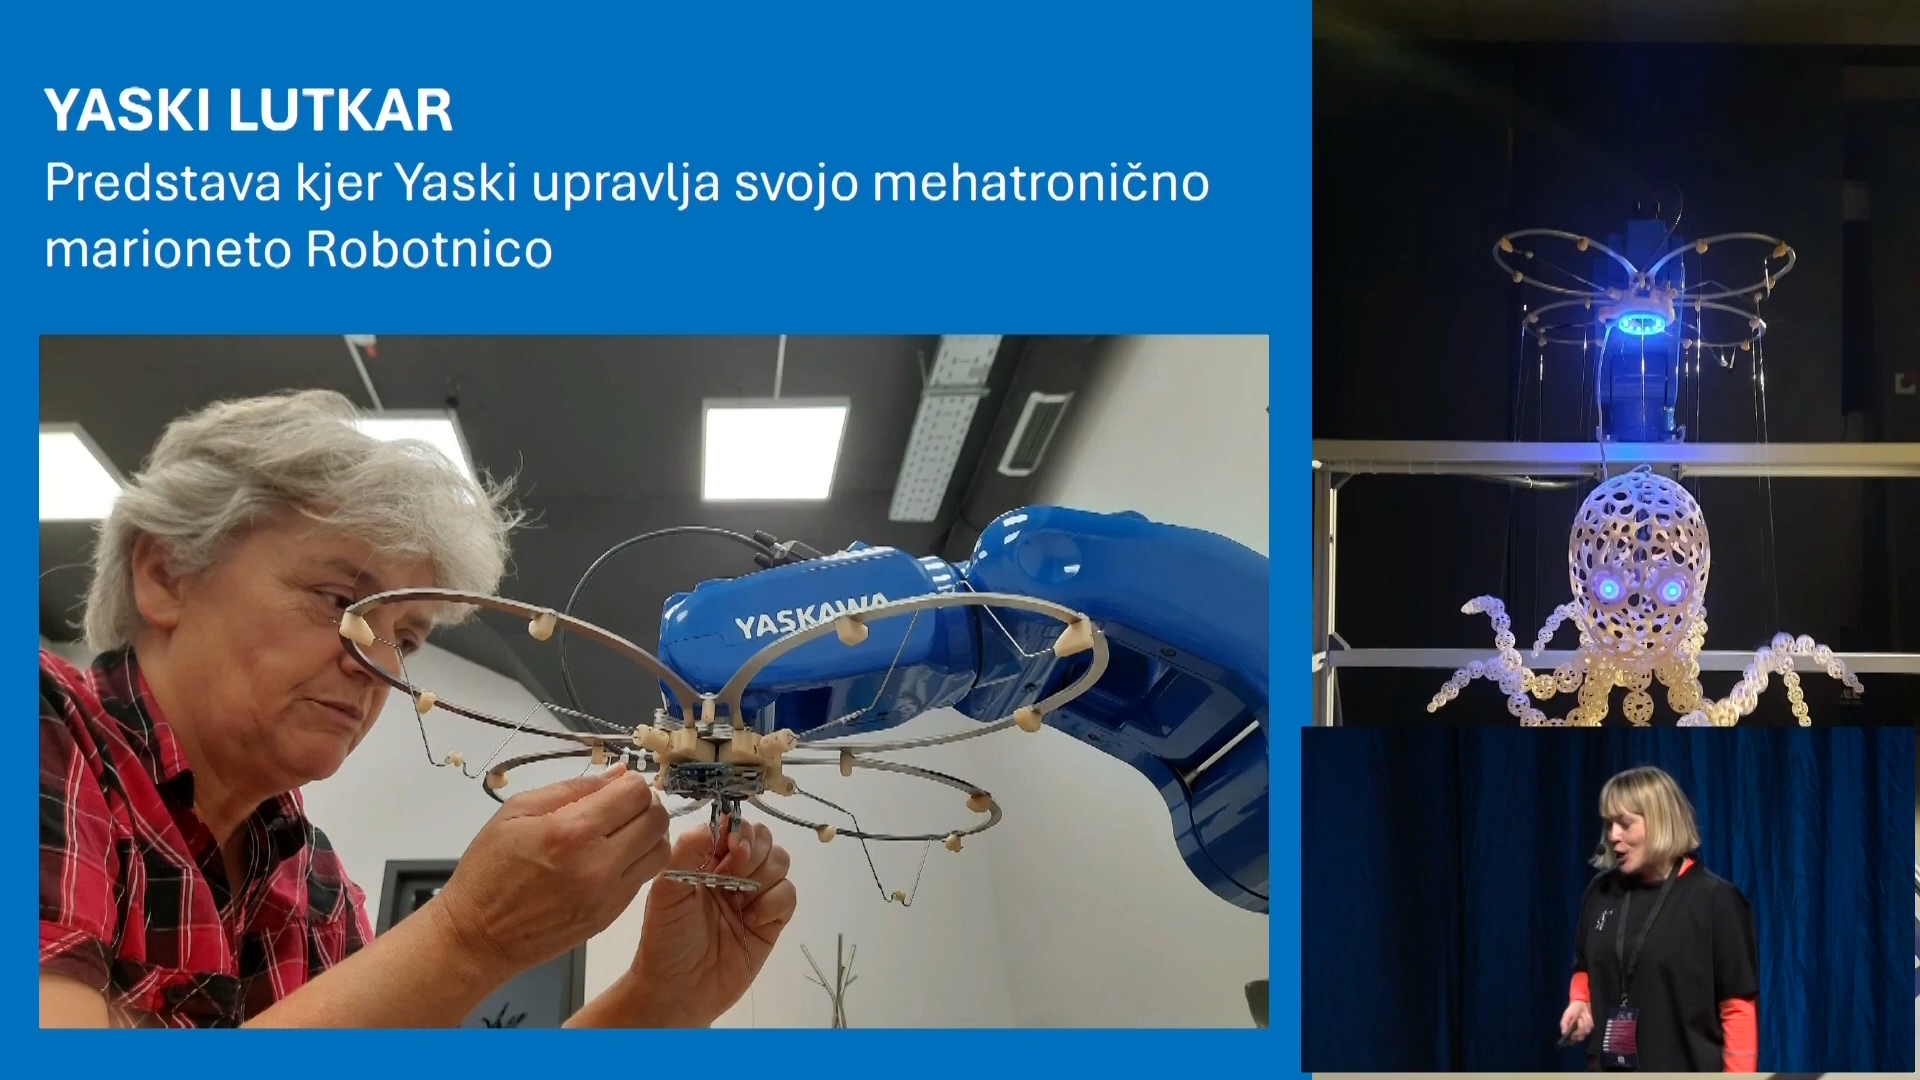 YASKI LUTKAR
Predstava kjer Yaski upravlja svojo mehatronično
marioneto Robotnico
YASKAWA